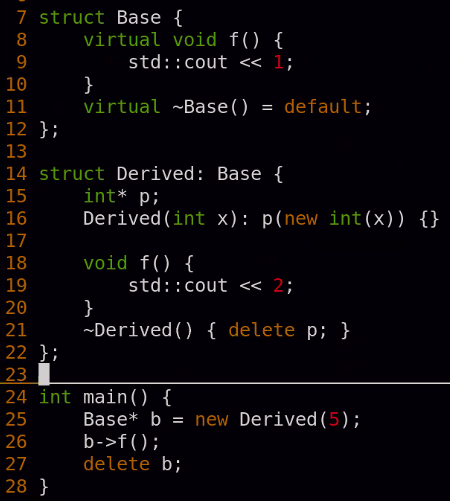 7 struct Base {
8     virtual void f() {
9         std::cout << 1;
10     }
11     virtual ~Base() = default;
12 };
13
14 struct Derived: Base {
15     int* p;
16     Derived(int x): p(new int(x)) {}
17
18     void f() {
19         std::cout << 2;
20     }
21     ~Derived() { delete p; }
22 };
23
24 int main() {
25     Base* b = new Derived(5);
26     b->f();
27     delete b;
28 }